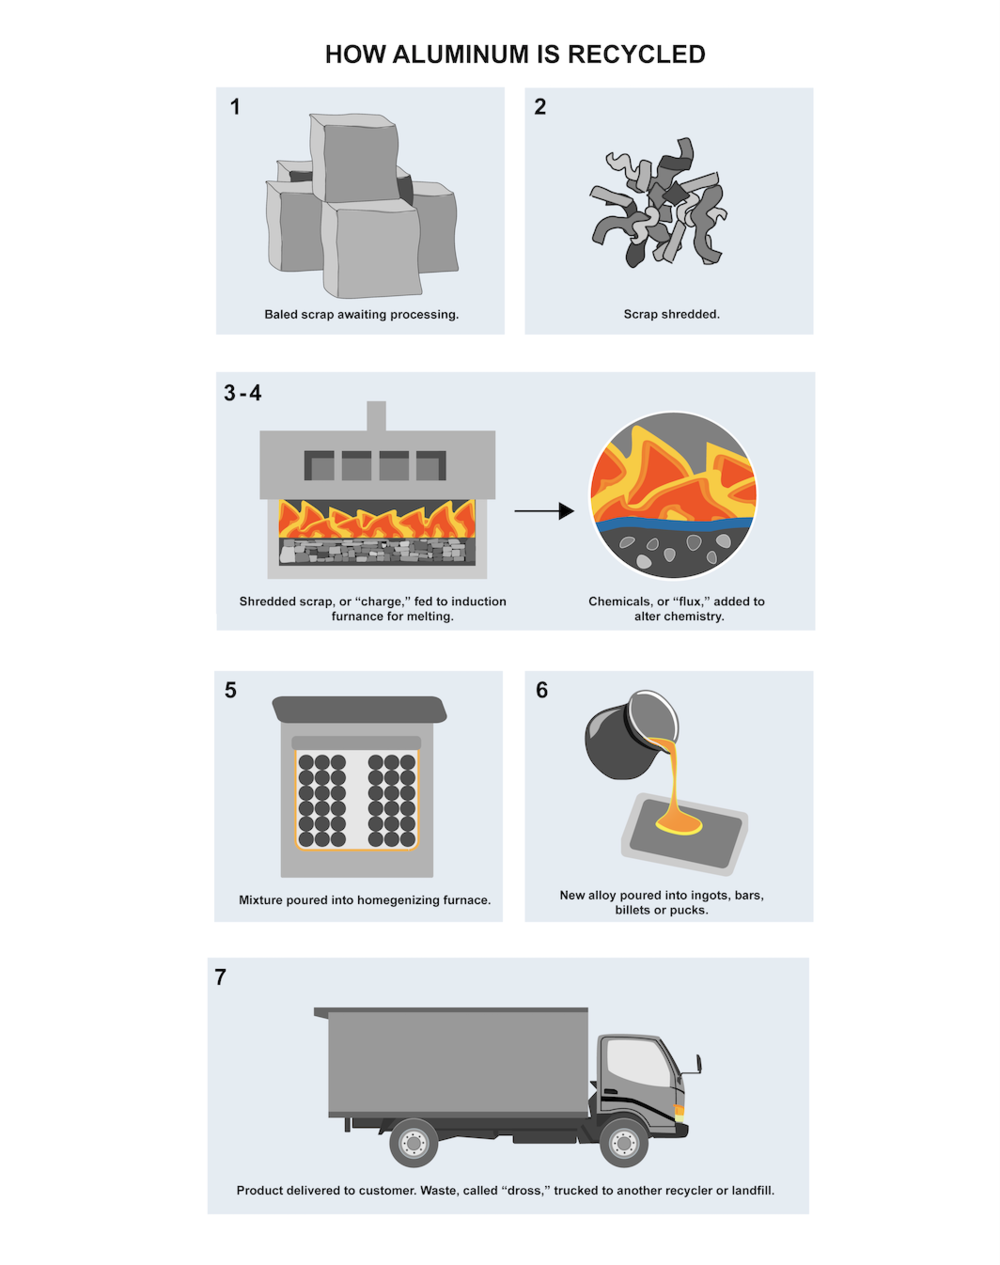 HOW ALUMINUM IS RECYCLED
1
Baled scrap awaiting processing.
2
Scrap shredded.
3-4
Shredded scrap, or “charge,” fed to induction
furnance for melting.
Chemicals, or “flux,” added to
alter chemistry.
5
Mixture poured into homegenizing furnace.
6
New alloy poured into ingots, bars,
billets or pucks.
7
Product delivered to customer. Waste, called “dross,” trucked to another recycler or landfill.